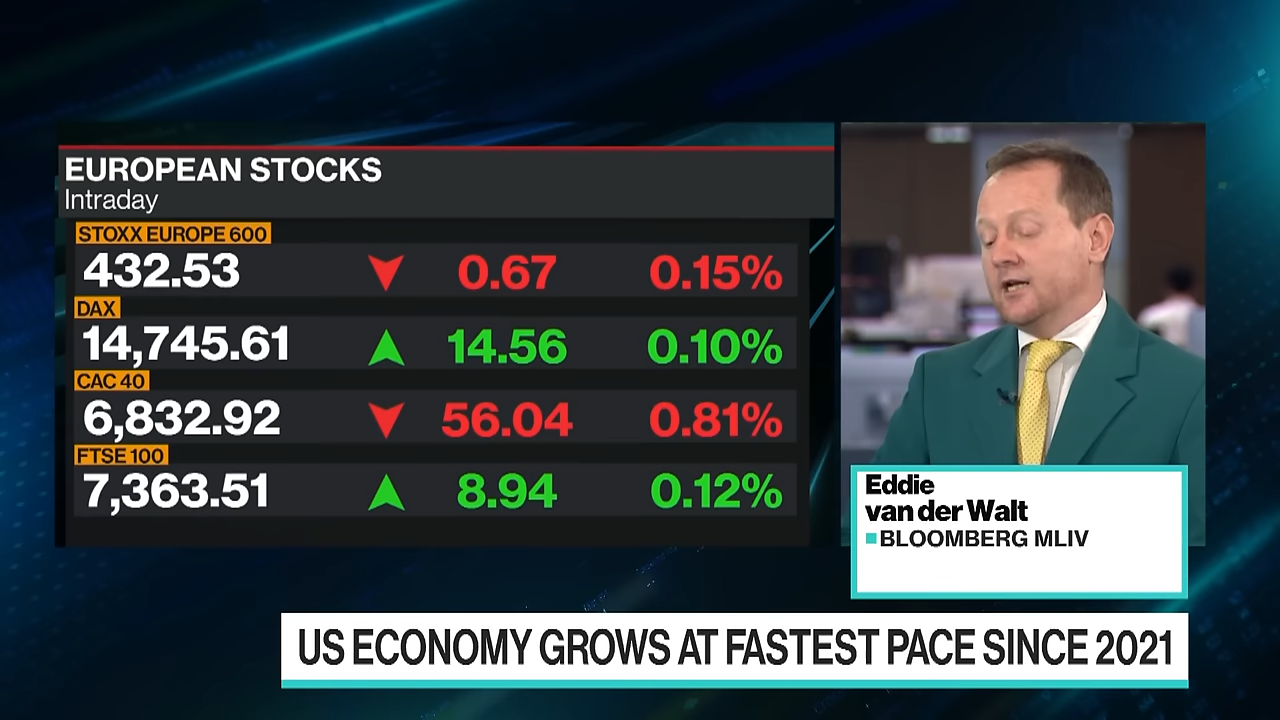 EUROPEAN STOCKS
Intraday
STOXX EUROPE 600
432.53 0.67 0.15%
DAX
14,745.61 14.56 0.10%
CAC 40
6,832.92 56.04 0.81%
FTSE 100
7,363.51 8.94 0.12%
Eddie
van der Walt
BLOOMBERG MLIV
US ECONOMY GROWS AT FASTEST PACE SINCE 2021